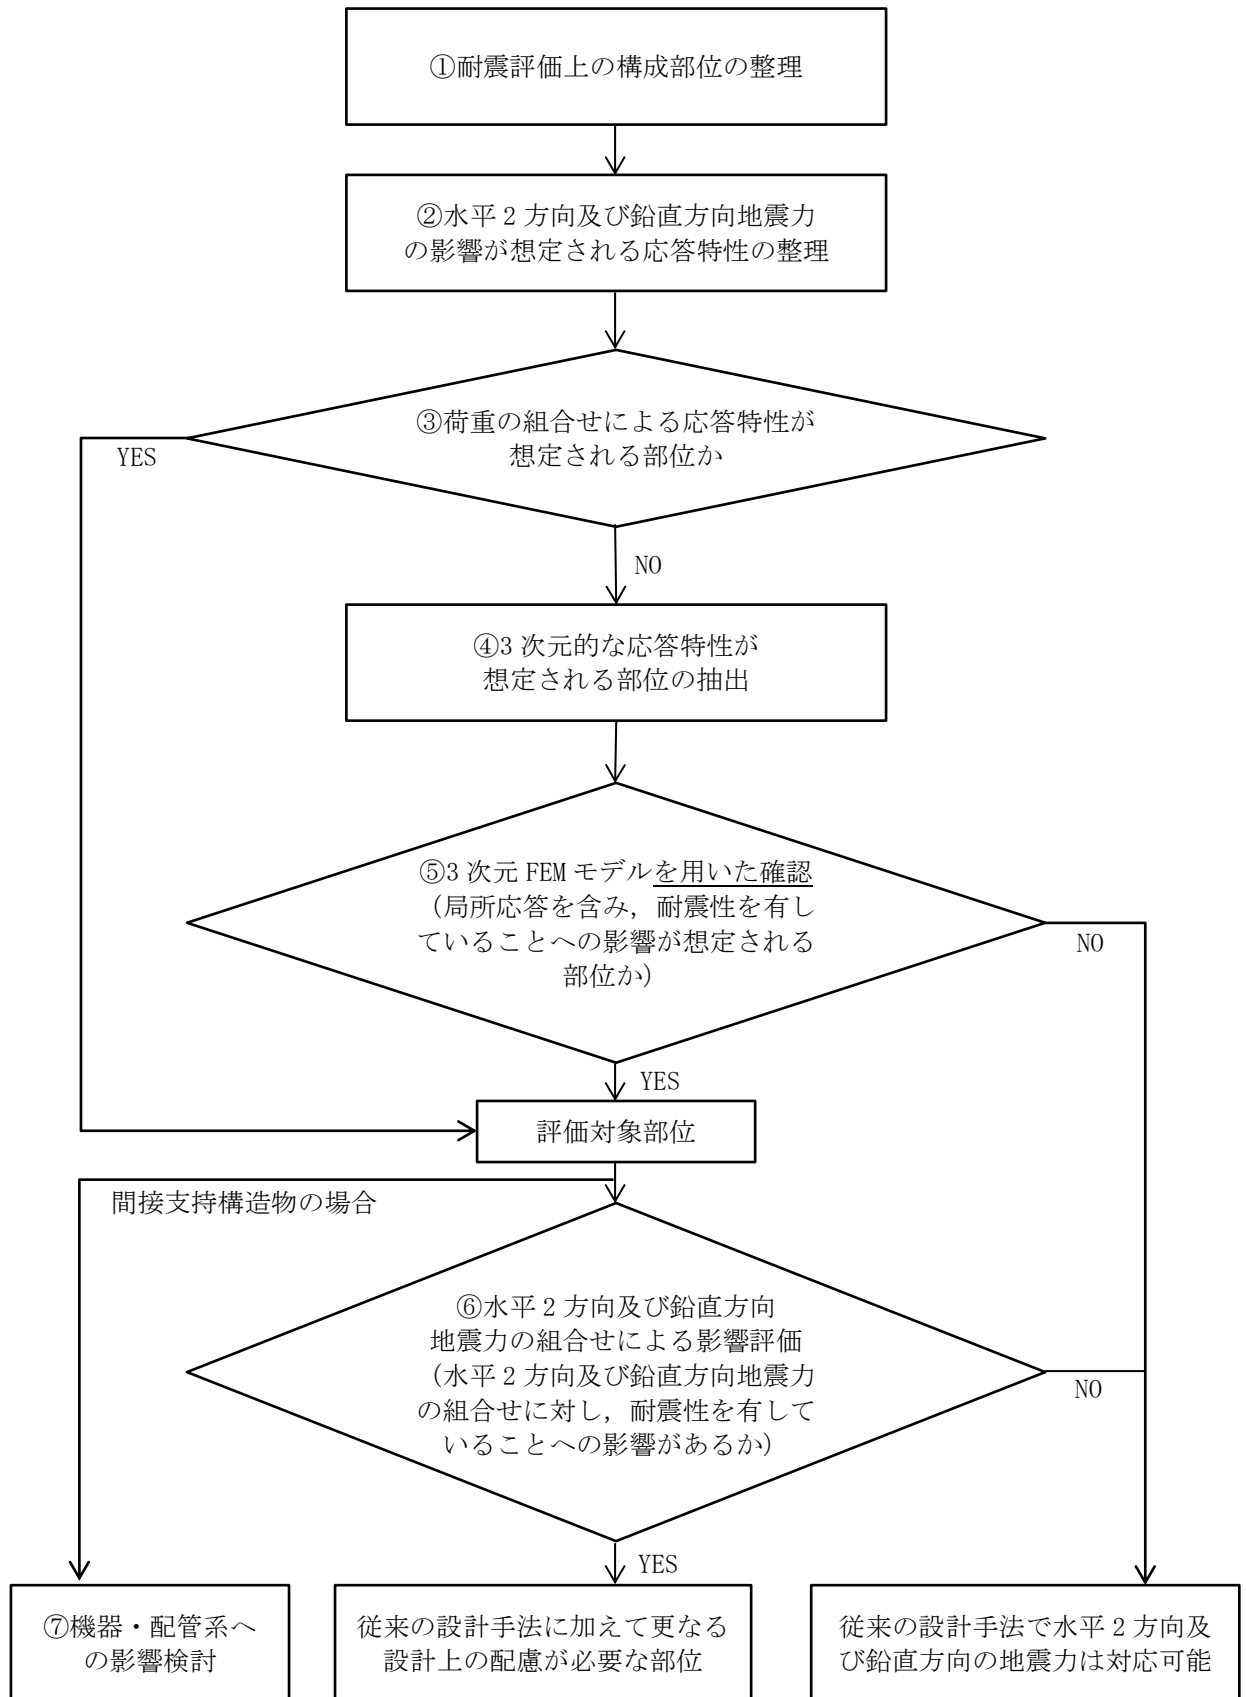 ①耐震評価上の構成部位の整理
②水平２方向及び鉛直方向地震力
の影響が想定される応答特性の整理
③荷重の組合せによる応答特性が
想定される部位か
YES
NO
④3 次元的な応答特性が
想定される部位の抽出
⑤3 次元 FEM モデルを用いた確認
（局所応答を含み，耐震性を有し
ていることへの影響が想定される
部位か）
NO
YES
評価対象部位
間接支持構造物の場合
⑥水平２方向及び鉛直方向
地震力の組合せによる影響評価
（水平２方向及び鉛直方向地震力
の組合せに対し，耐震性を有して
いることへの影響があるか）
NO
YES
⑦機器・配管系へ
の影響検討
従来の設計手法に加えて更なる
設計上の配慮が必要な部位
従来の設計手法で水平２方向及
び鉛直方向の地震力は対応可能